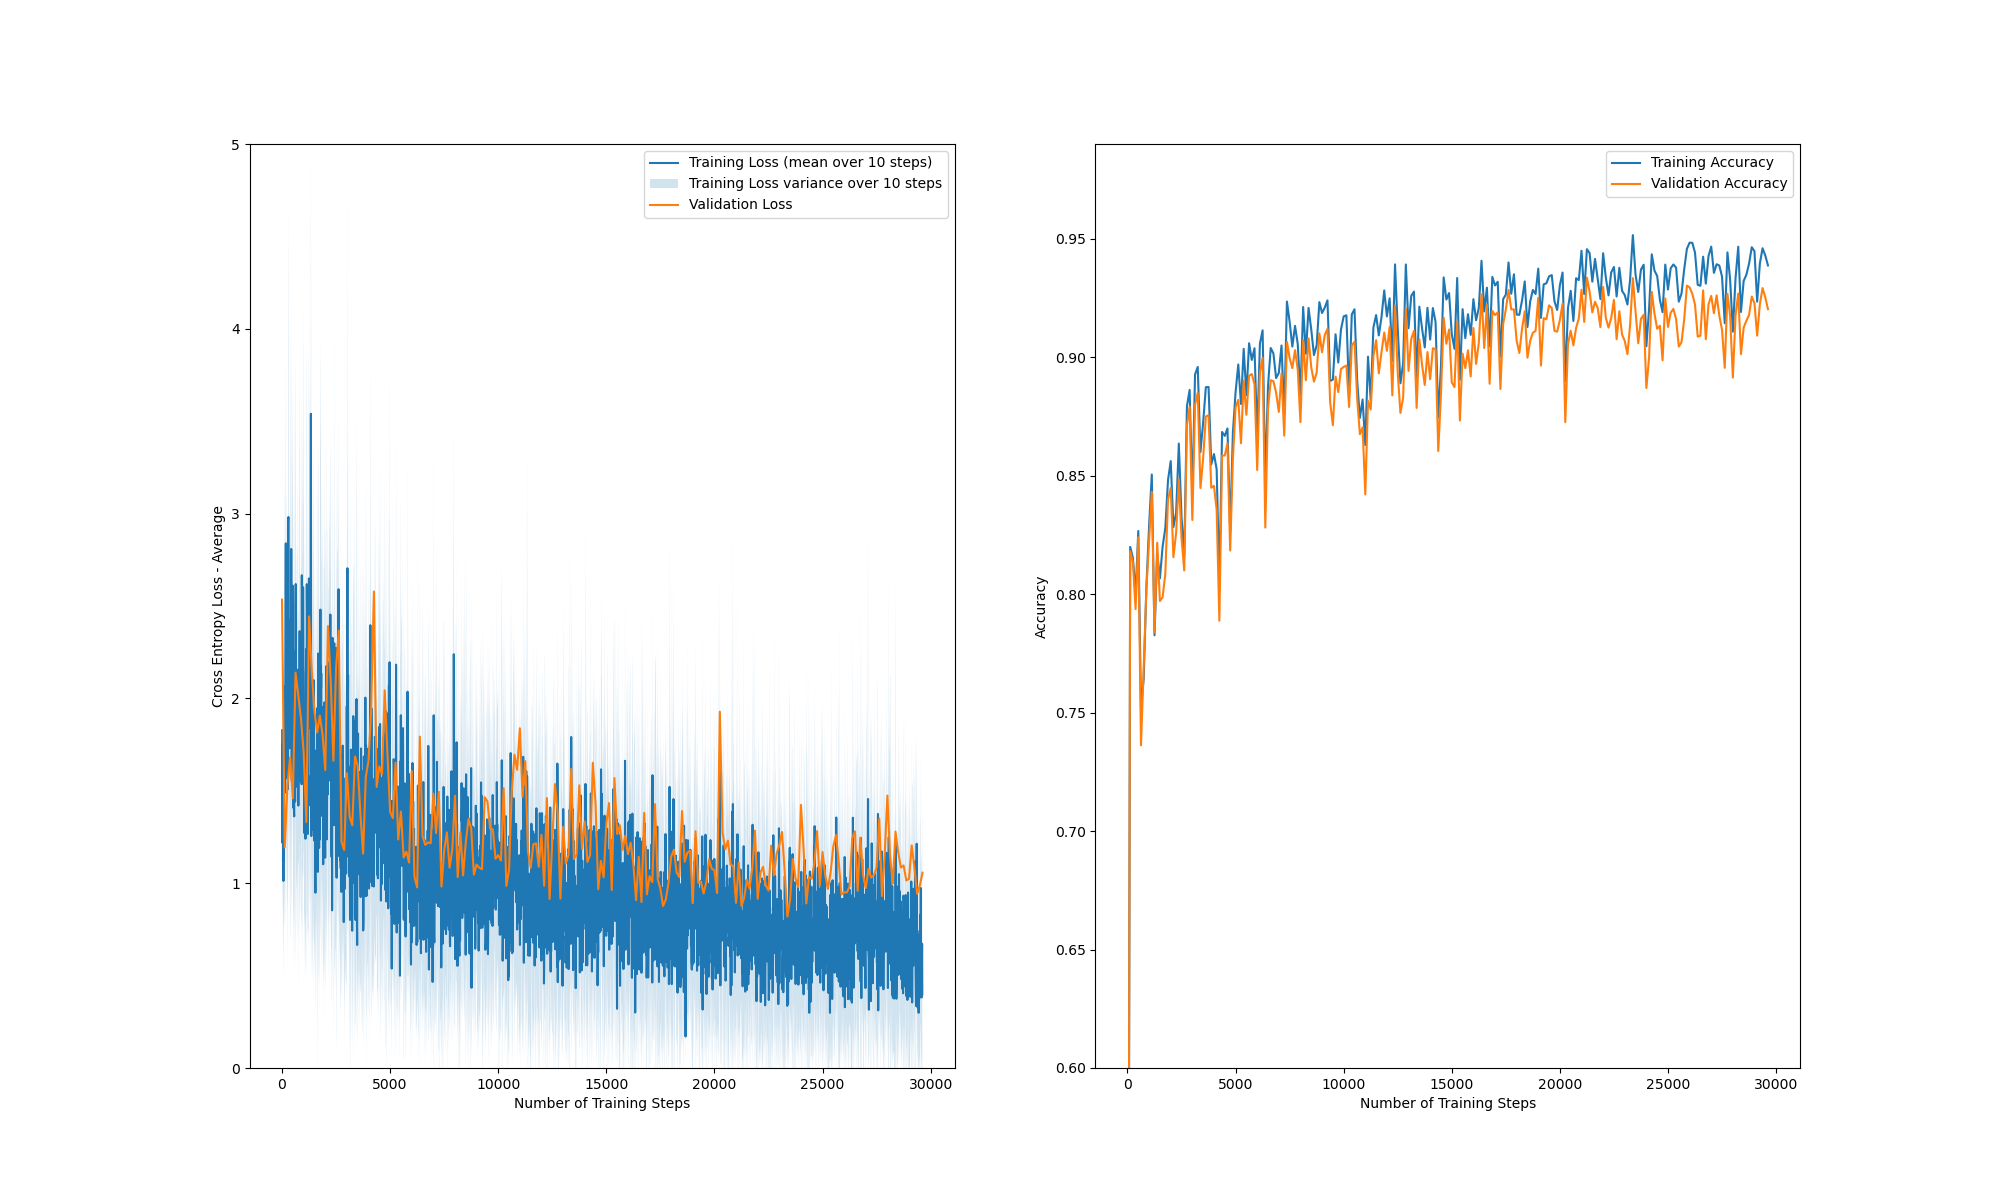 5
4
3
2
1
0
Cross Entropy Loss - Average
Training Loss (mean over 10 steps)
Training Loss variance over 10 steps
Validation Loss
0 5000 10000 15000 20000 25000 30000
Number of Training Steps
0.95
0.90
0.85
0.80
0.75
0.70
0.65
0.60
Accuracy
Training Accuracy
Validation Accuracy
0 5000 10000 15000 20000 25000 30000
Number of Training Steps